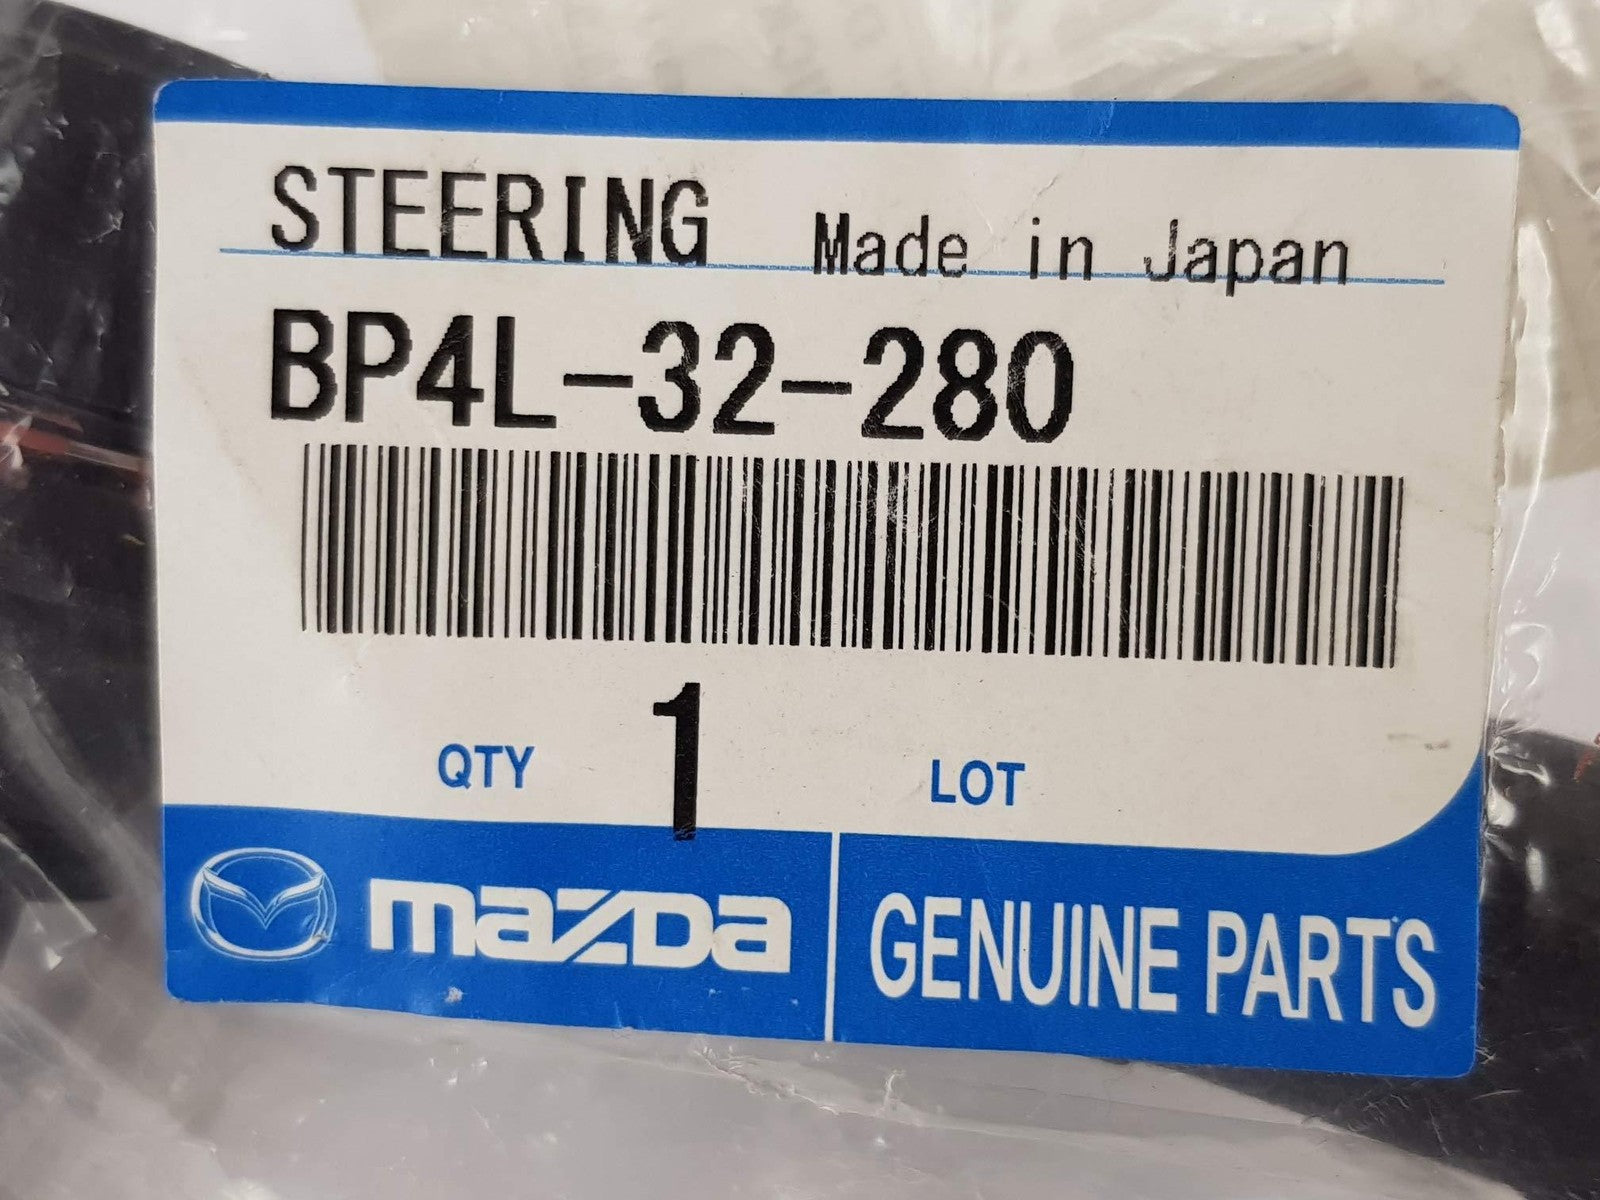 STEERING Made in Japan
BP4L-32-280
QTY 1 LOT
mazda GENUINE PARTS